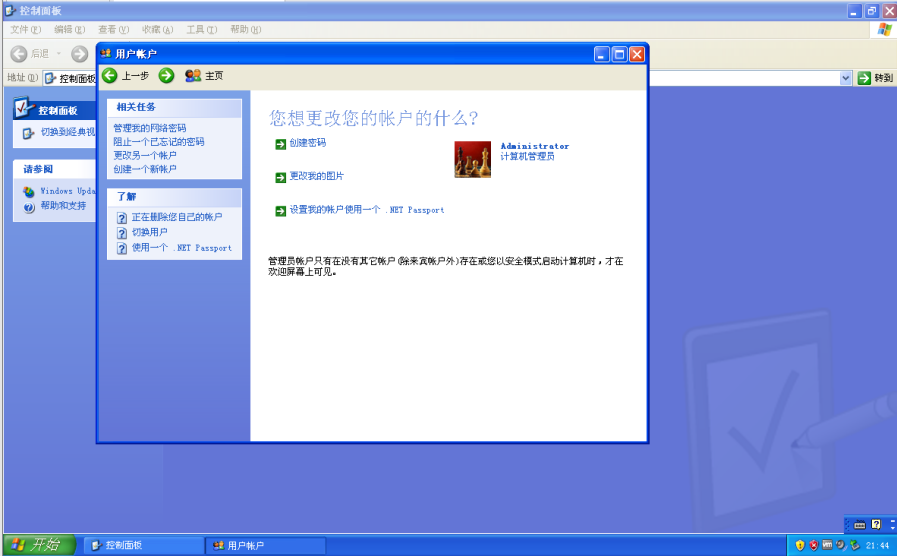 控制面板
文件(F) 编辑(E) 查看(V) 收藏(A) 工具(T) 帮助(H)
后退
地址(D) 控制面板 转到
控制面板
切换到经典视
请参阅
Windows Upda
帮助和支持
用户帐户
上一步 主页
相关任务
管理我的网络密码
阻止一个已忘记的密码
更改另一个帐户
创建一个新帐户
了解
正在删除您自己的帐户
切换用户
使用一个 .NET Passport
您想更改您的帐户的什么?
创建密码
更改我的图片
设置我的帐户使用一个 .NET Passport
Administrator
计算机管理员
管理员帐户只有在没有其它帐户(除来宾帐户外)存在或您以安全模式启动计算机时，才在
欢迎屏幕上可见。
开始 控制面板 用户帐户 21:44